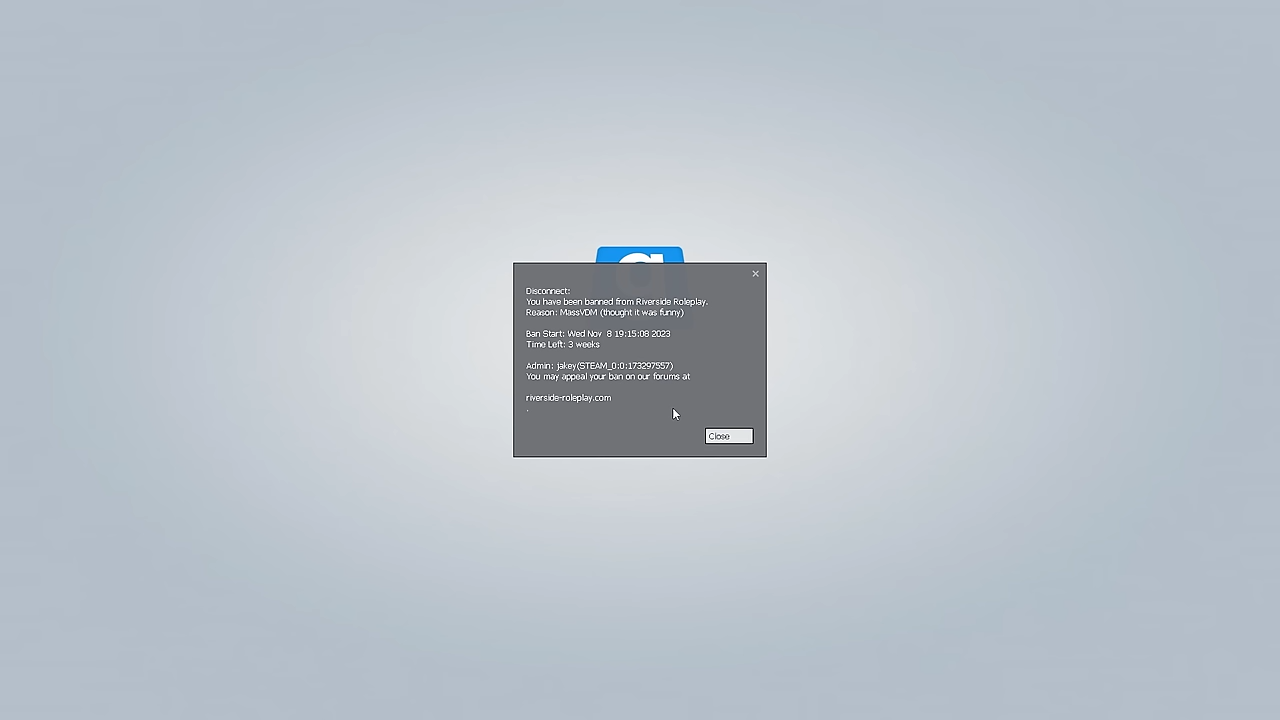 Disconnect:
You have been banned from Riverside Roleplay.
Reason: MassVDM (thought it was funny)
Ban Start: Wed Nov  8 19:15:08 2023
Time Left: 3 weeks
Admin: jakey(STEAM_0:0:173297557)
You may appeal your ban on our forums at
riverside-roleplay.com
.
Close